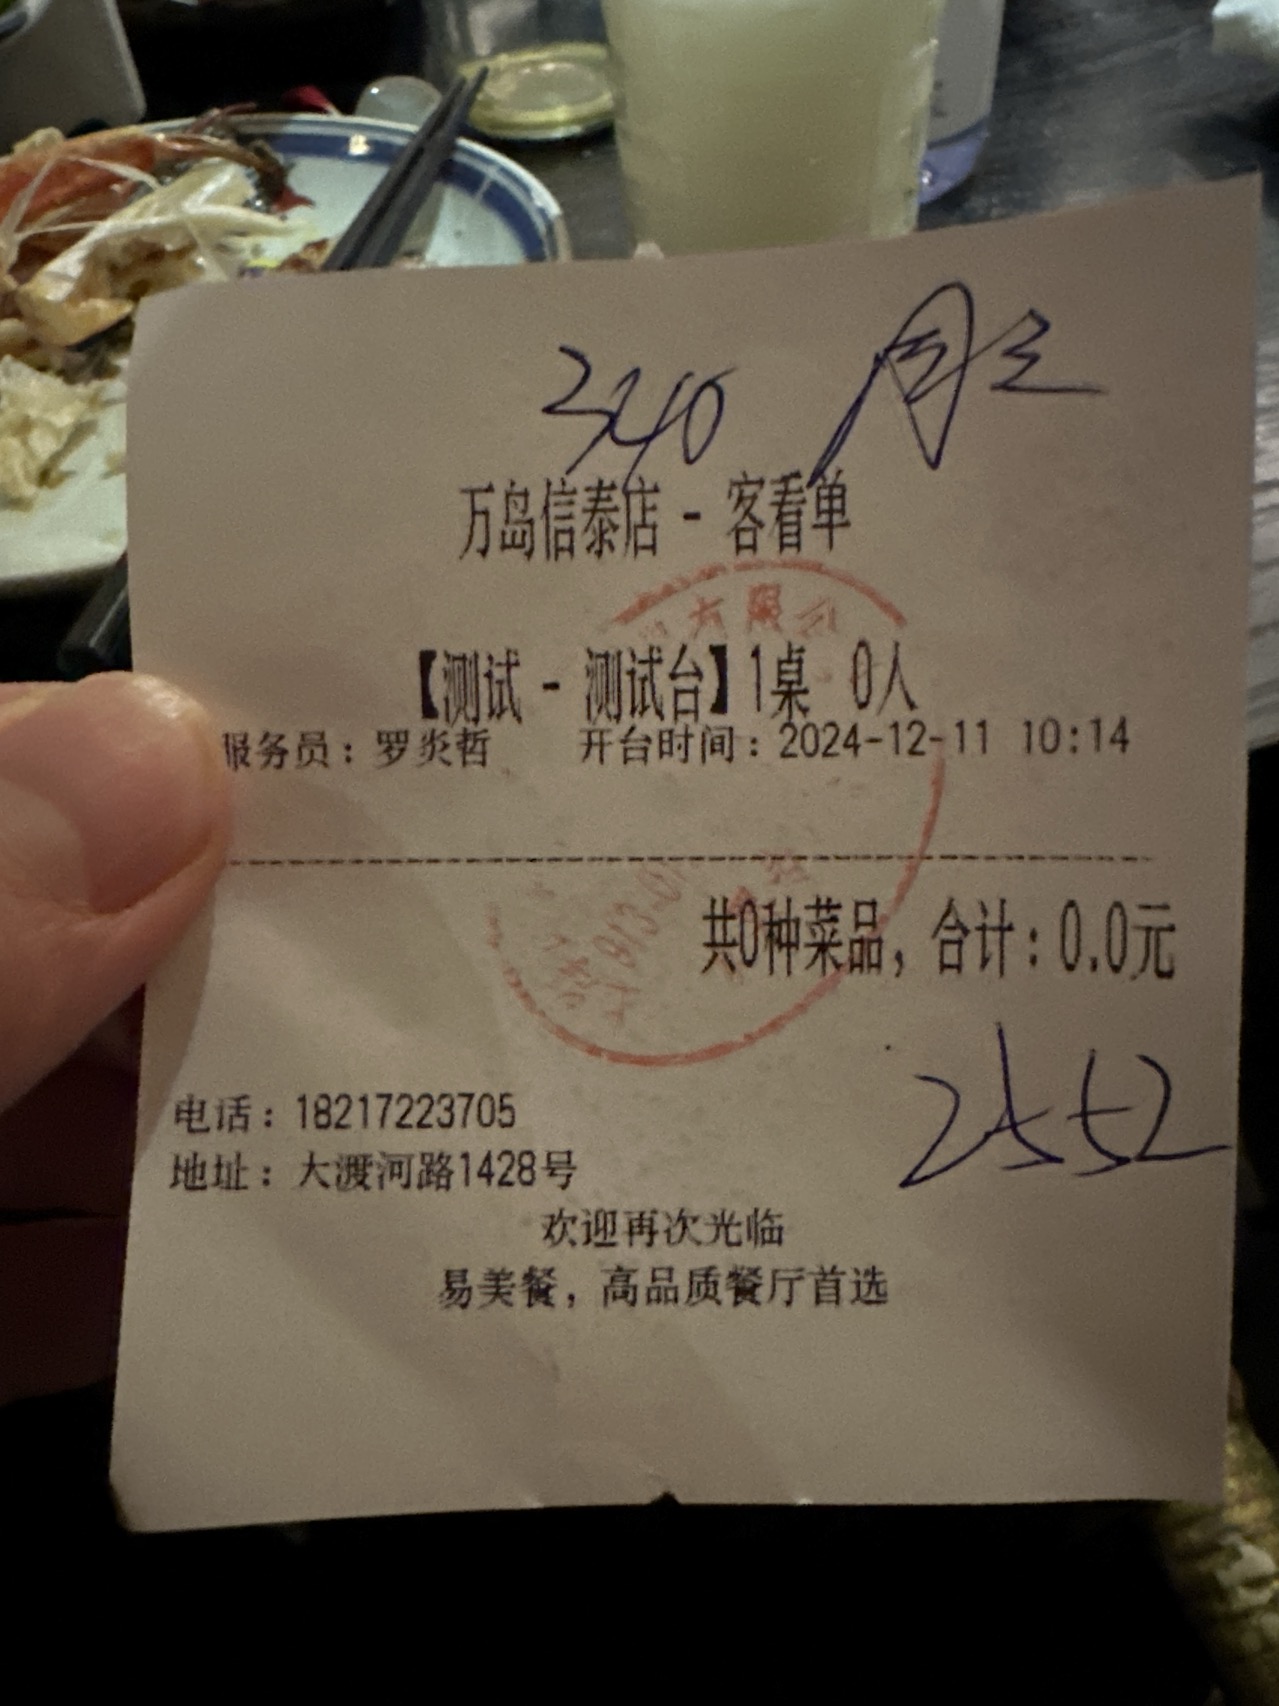 340
万岛信泰店 - 客看单
有限
【测试 - 测试台】1桌 0人
服务员：罗炎哲 开台时间：2024-12-11 10:14
共0种菜品，合计：0.0元
2552
电话：18217223705
地址：大渡河路1428号
欢迎再次光临
易美餐，高品质餐厅首选